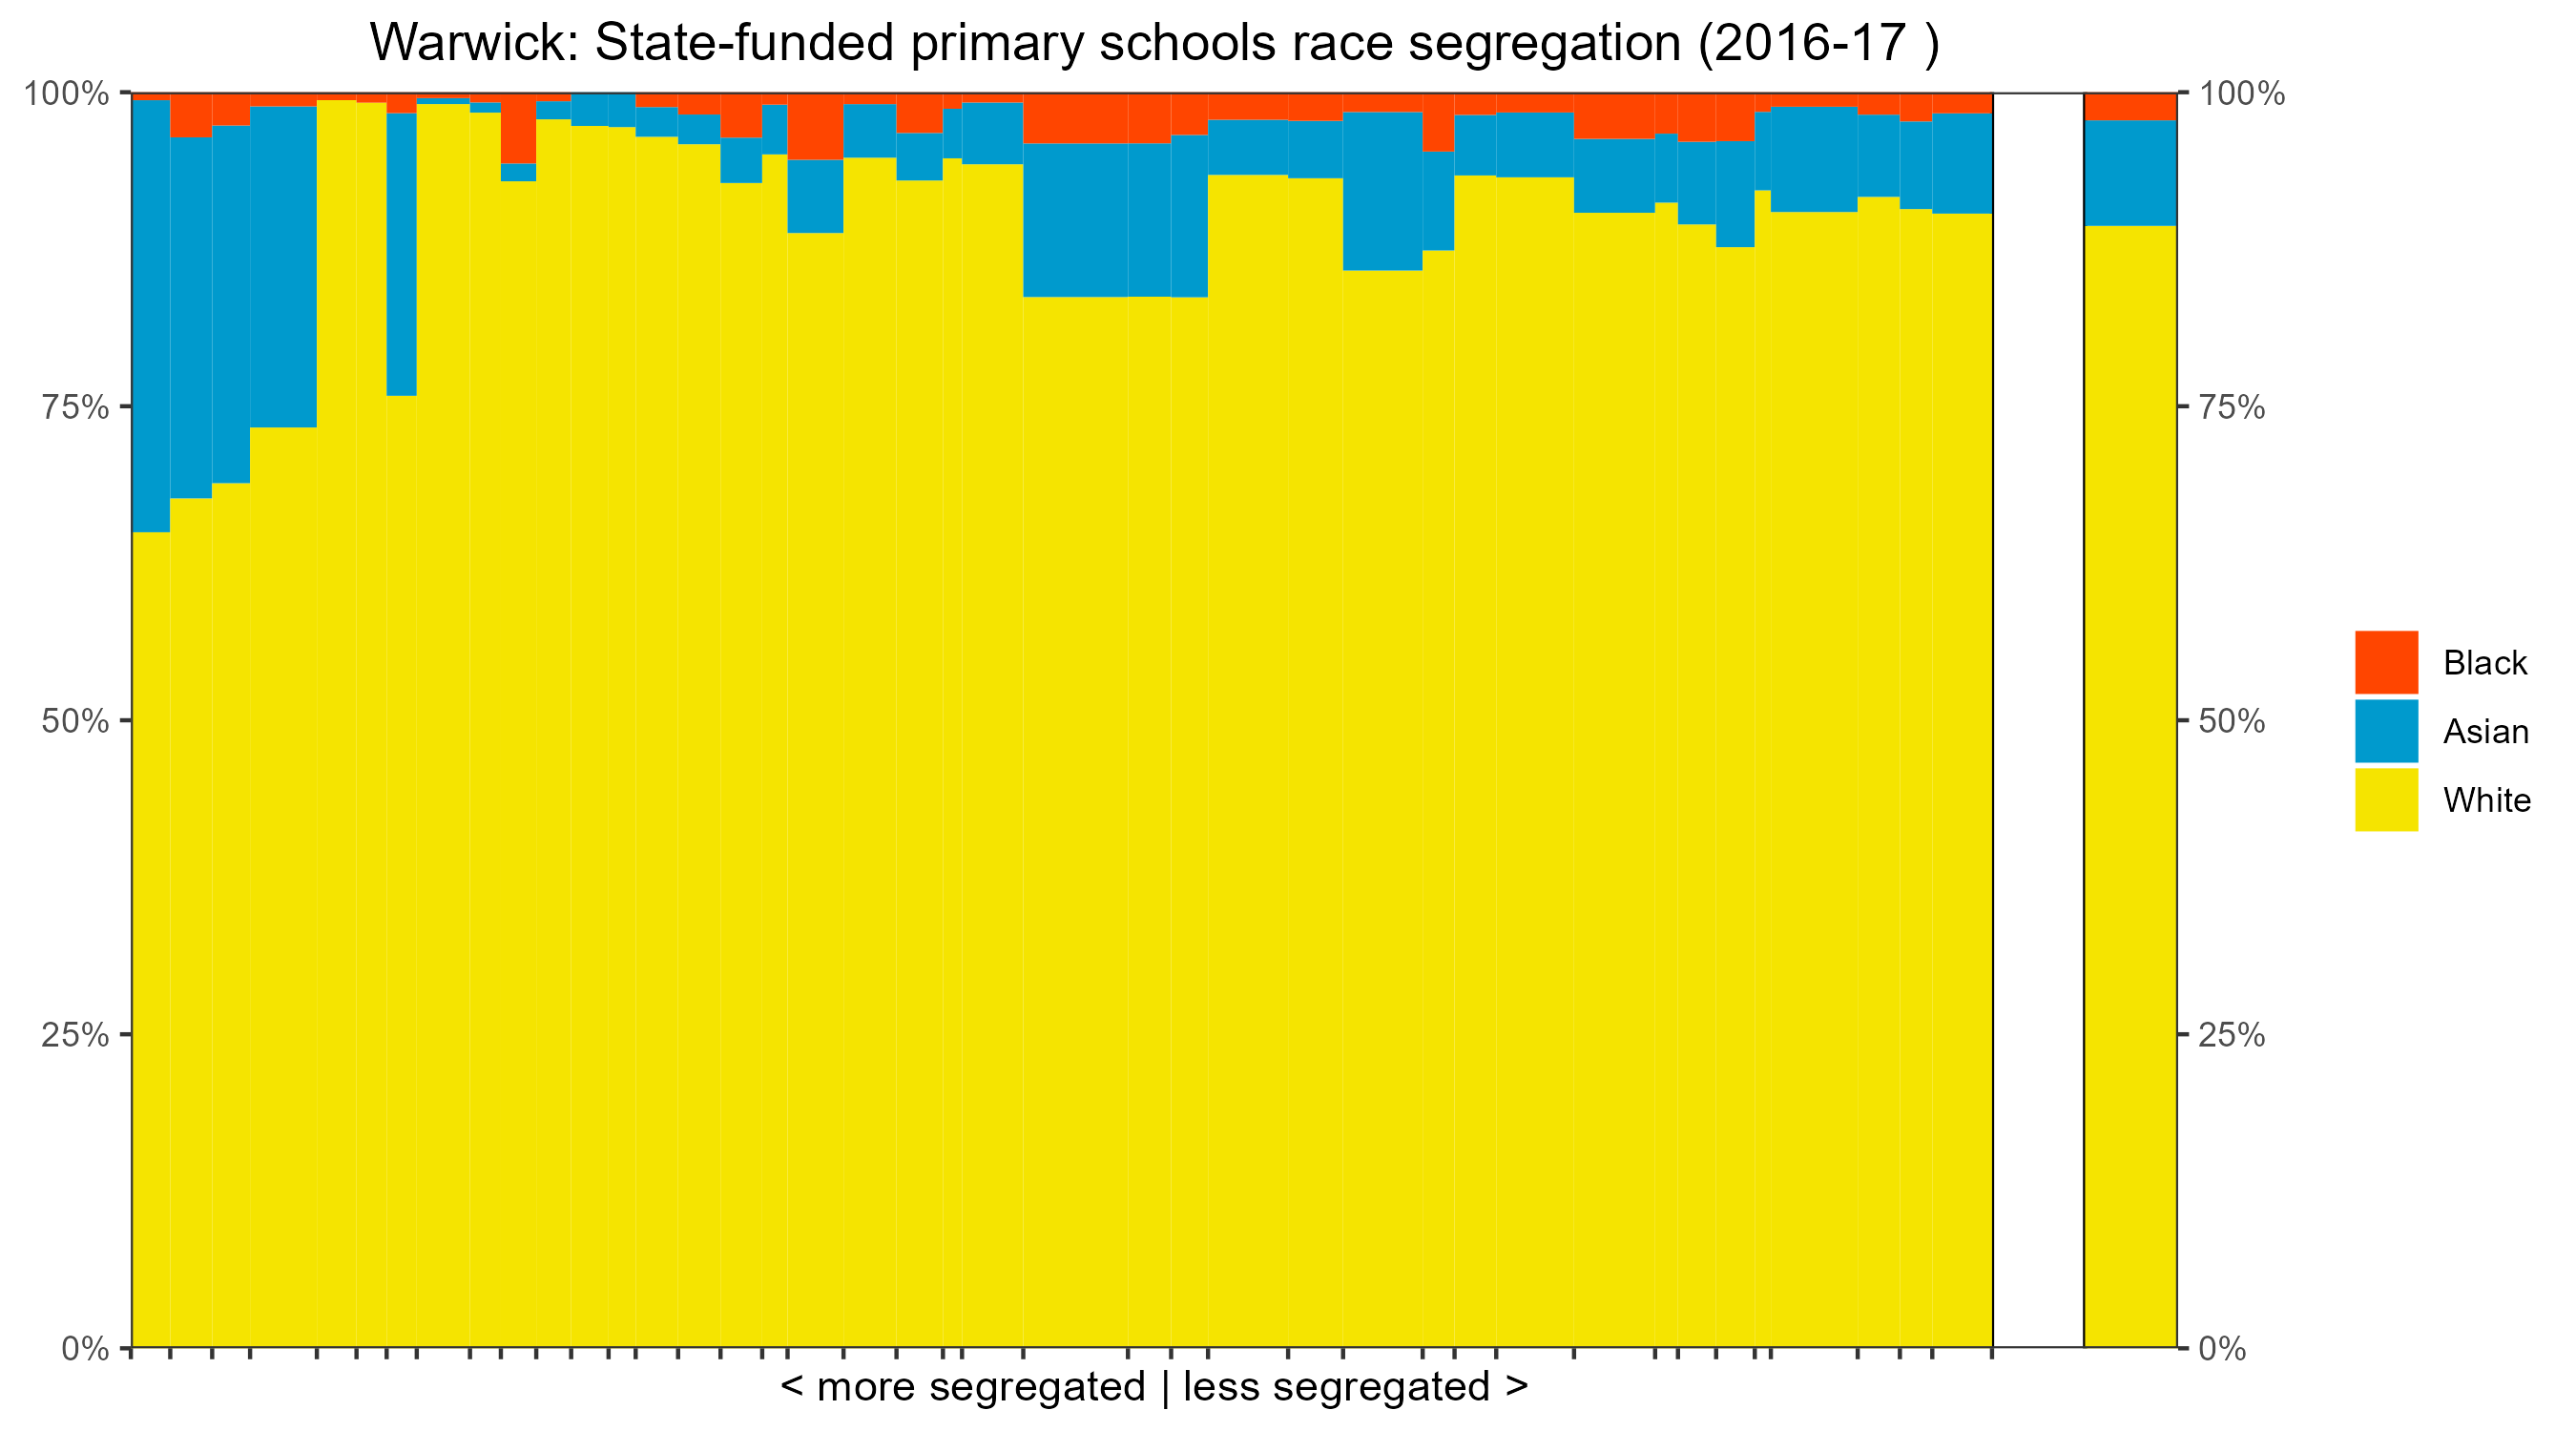 Warwick: State-funded primary schools race segregation (2016-17 )
100%
75%
50%
25%
0%
100%
75%
50%
25%
0%
Black
Asian
White
< more segregated | less segregated >